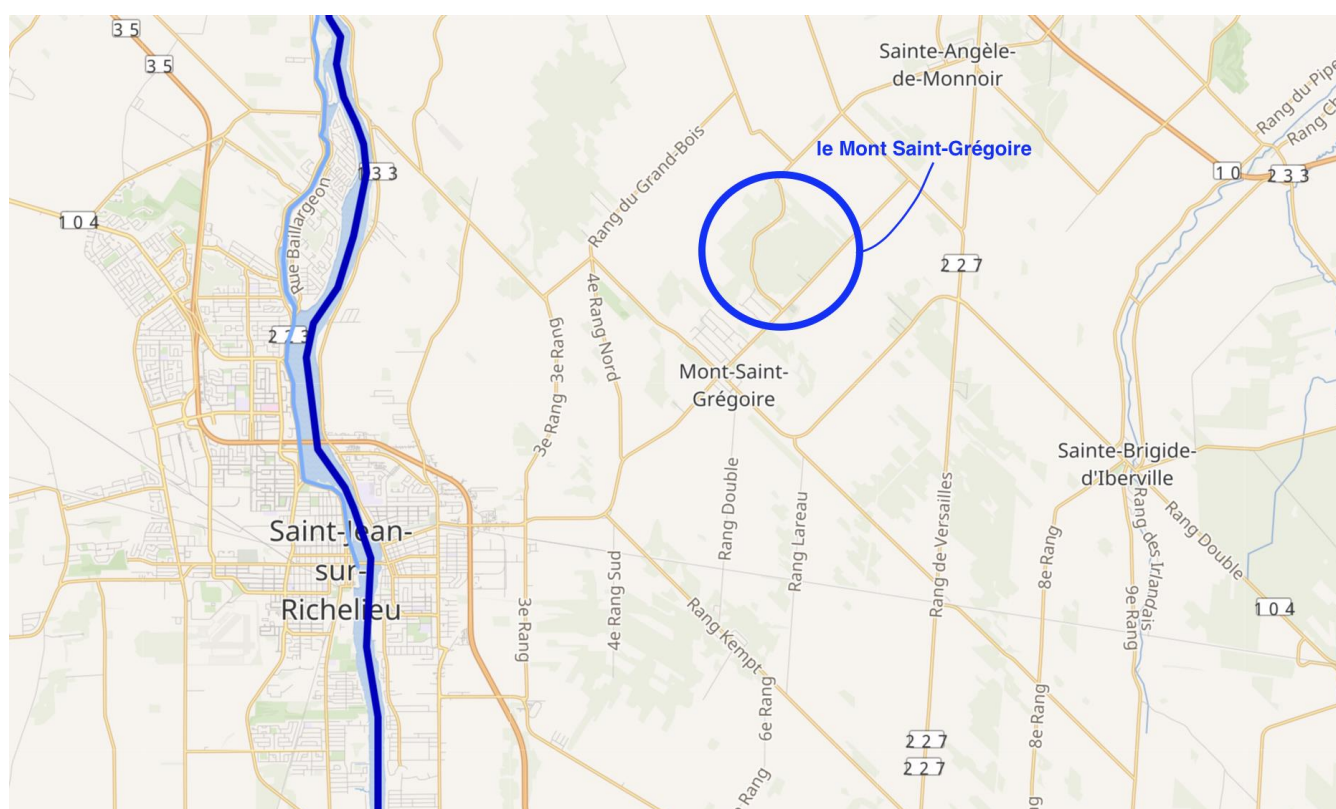 35
35
Sainte-Angèle-
de-Monnoir
Rang du Pipe
Rang Ch
le Mont Saint-Grégoire
133
10
233
104
Rue Baillargeon
Rang du Grand-Bois
227
4e Rang Nord
223
3e Rang
3e Rang
Mont-Saint-
Grégoire
Sainte-Brigide-
d'Iberville
Rang Double
Rang Lareau
Rang de Versailles
Rang des Irlandais
Rang Double
Saint-Jean-
sur-
Richelieu
8e Rang
9e Rang
104
3e Rang
4e Rang Sud
Rang Kempt
6e Rang
8e Rang
227
227
e Rang